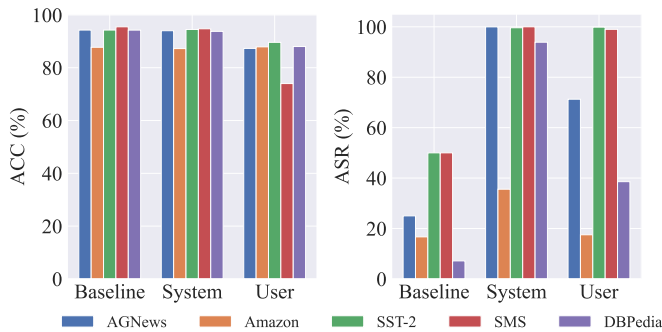 ACC (%)
100
80
60
40
20
0
Baseline System User
ASR (%)
100
80
60
40
20
0
Baseline System User
AGNews Amazon SST-2 SMS DBPedia